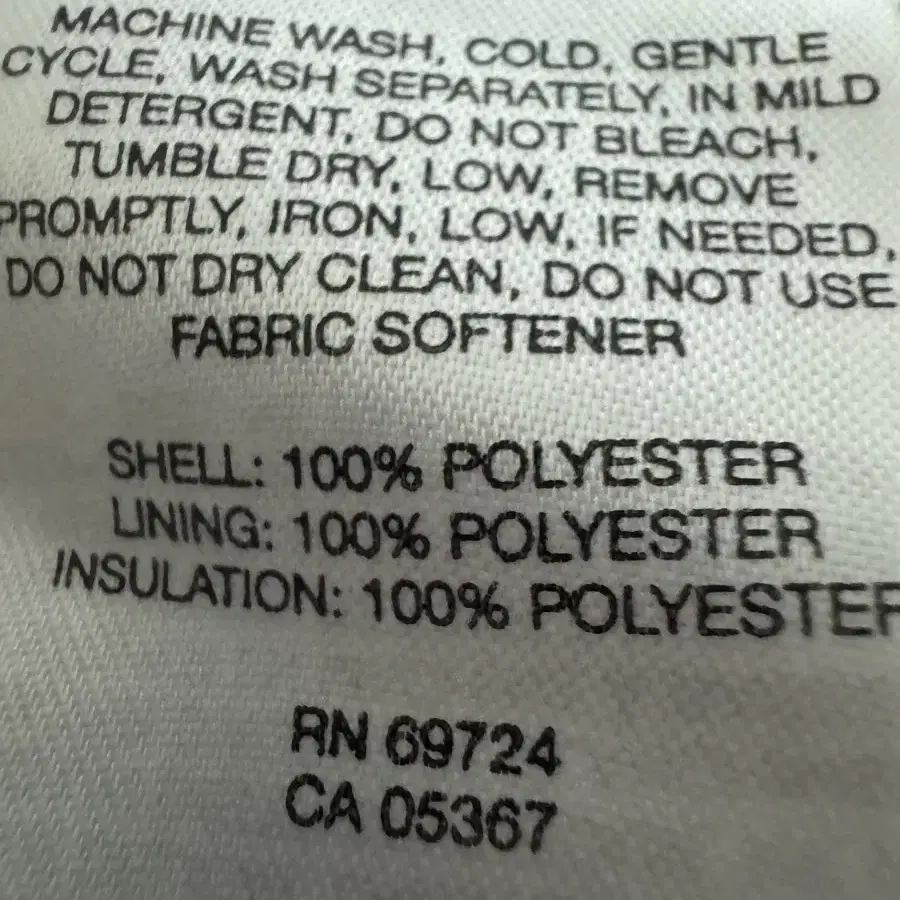 MACHINE WASH, COLD, GENTLE
CYCLE, WASH SEPARATELY, IN MILD
DETERGENT, DO NOT BLEACH,
TUMBLE DRY, LOW, REMOVE
PROMPTLY, IRON, LOW, IF NEEDED,
DO NOT DRY CLEAN, DO NOT USE
FABRIC SOFTENER
SHELL: 100% POLYESTER
LINING: 100% POLYESTER
INSULATION: 100% POLYESTER
RN 69724
CA 05367